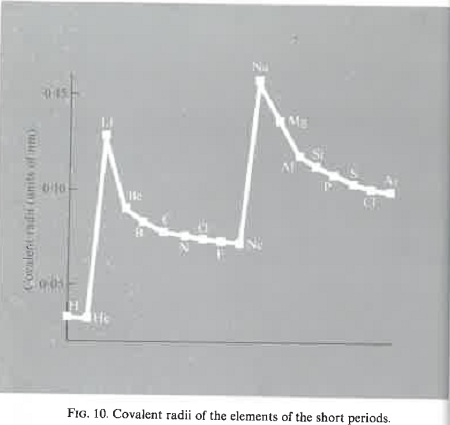 Covalent radii (units of nm)
0·15
0·10
0·05
H
He
Li
Be
B
C
N
O
F
Ne
Na
Mg
Al
Si
P
S
Cl
Ar
FIG. 10. Covalent radii of the elements of the short periods.